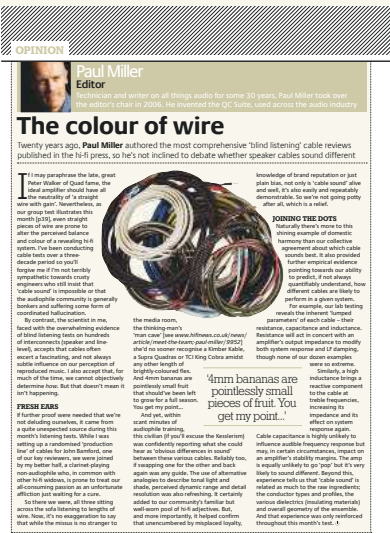 OPINION
Paul Miller
Editor
Technician and writer on all things audio for some 30 years, Paul Miller took over
the editor's chair in 2006. He invented the QC Suite, used across the audio industry
The colour of wire
Twenty years ago, Paul Miller authored the most comprehensive 'blind listening' cable reviews
published in the hi-fi press, so he's not inclined to debate whether speaker cables sound different
If I may paraphrase the late, great
Peter Walker of Quad fame, the
ideal amplifier should have all
the neutrality of 'a straight
wire with gain'. Nevertheless, as
our group test illustrates this
month [p39], even straight
pieces of wire are prone to
alter the perceived balance
and colour of a revealing hi-fi
system. I've been conducting
cable tests over a three-
decade period so you'll
forgive me if I'm not terribly
sympathetic towards crusty
engineers who still insist that
'cable sound' is impossible or that
the audiophile community is generally
bonkers and suffering some form of
coordinated hallucination.
By contrast, the scientist in me,
faced with the overwhelming evidence
of blind listening tests on hundreds
of interconnects (speaker and line-
level), accepts that cables often
escort a fascinating, and not always
subtle influence on our perception of
reproduced music. I also accept that, for
much of the time, we cannot objectively
determine how. But that doesn't mean it
isn't happening.
FRESH EARS
If further proof were needed that we're
not deluding ourselves, it came from
a quite unexpected source during this
month's listening tests. While I was
setting up a randomised 'production
line' of cables for John Bamford, one
of our key reviewers, we were joined
by my better half, a clarinet-playing
non-audiophile who, in common with
other hi-fi widows, is prone to treat our
all-consuming passion as an unfortunate
affliction just waiting for a cure.
So there we were, all three sitting
across the sofa listening to lengths of
wire. Now, it's no exaggeration to say
that while the missus is no stranger to
the media room,
the thinking-man's
'man cave' [see www.hifinews.co.uk/news/
article/meet-the-team;-paul-miller/9952]
she'd no sooner recognise a Kimber Kable,
a Supra Quadrax or TCI King Cobra amidst
any other length of
brightly-coloured flex.
And 4mm bananas are
pointlessly small fruit
that should've been left
to grow for a full season.
You get my point...
And yet, within
scant minutes of
audiophile training,
this civilian (if you'll excuse the Kesslerism)
was confidently reporting what she could
hear as 'obvious differences in sound'
between these various cables. Reliably too,
if swapping one for the other and back
again was any guide. The use of alternative
analogies to describe tonal light and
shade, perceived dynamic range and detail
resolution was also refreshing. It certainly
added to our community's familiar but
well-worn pool of hi-fi adjectives. But,
and more importantly, it helped confirm
that unencumbered by misplaced loyalty,
'4mm bananas are
pointlessly small
pieces of fruit. You
get my point...'
knowledge of brand reputation or just
plain bias, not only is 'cable sound' alive
and well, it's also easily and repeatably
demonstrable. So we're not going potty
after all, which is a relief.
JOINING THE DOTS
Naturally there's more to this
shining example of domestic
harmony than our collective
agreement about which cable
sounds best. It also provided
further empirical evidence
pointing towards our ability
to predict, if not always
quantifiably understand, how
different cables are likely to
perform in a given system.
For example, our lab testing
reveals the inherent 'lumped
parameters' of each cable – their
resistance, capacitance and inductance.
Resistance will act in concert with an
amplifier's output impedance to modify
both system response and LF damping,
though none of our dozen examples
were so extreme.
Similarly, a high
inductance brings a
reactive component
to the cable at
treble frequencies,
increasing its
impedance and its
effect on system
response.
Cable capacitance is highly unlikely to
influence audible frequency response but
may, in certain circumstances, impact on
an amplifier's stability margins. The amp
is equally unlikely to go 'pop' but it's very
likely to sound different. Beyond this,
experience tells us that 'cable sound' is
related as much to the raw ingredients;
the conductor types and profiles, the
various dielectrics (insulating materials)
and overall geometry of the ensemble.
And that experience was only reinforced
throughout this month's test.